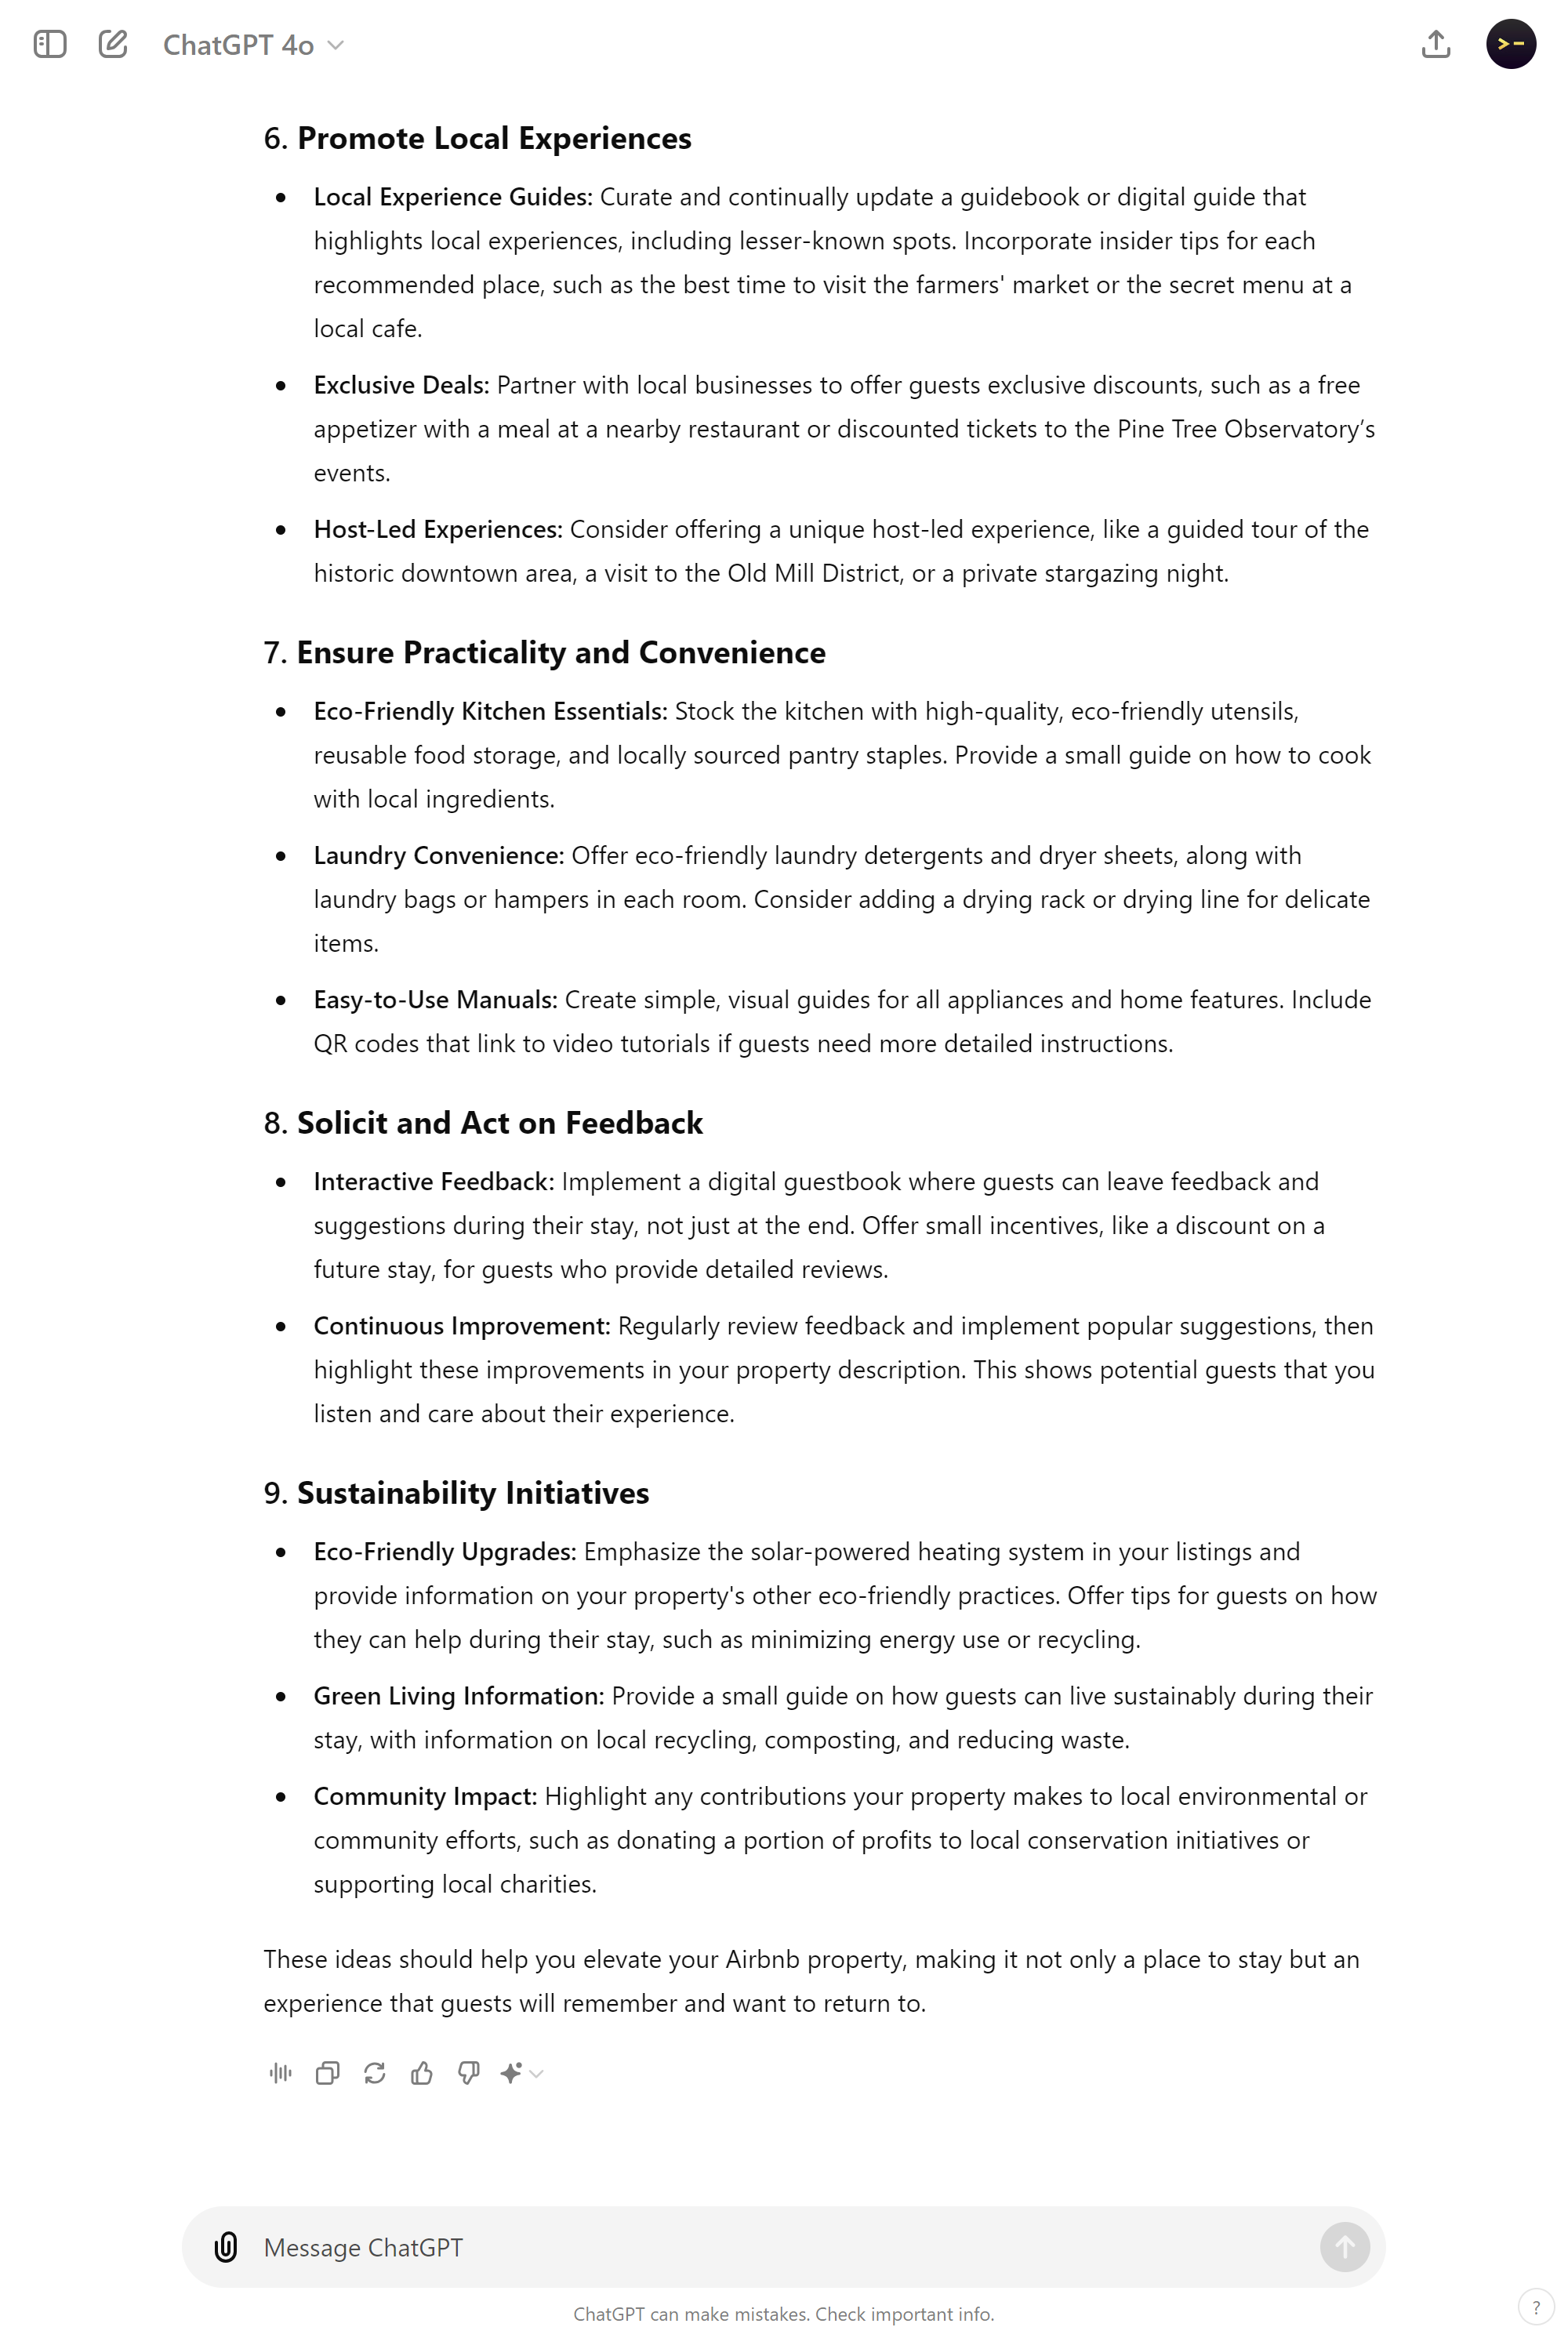 ChatGPT 4o
6. Promote Local Experiences
Local Experience Guides: Curate and continually update a guidebook or digital guide that
highlights local experiences, including lesser-known spots. Incorporate insider tips for each
recommended place, such as the best time to visit the farmers' market or the secret menu at a
local cafe.
Exclusive Deals: Partner with local businesses to offer guests exclusive discounts, such as a free
appetizer with a meal at a nearby restaurant or discounted tickets to the Pine Tree Observatory’s
events.
Host-Led Experiences: Consider offering a unique host-led experience, like a guided tour of the
historic downtown area, a visit to the Old Mill District, or a private stargazing night.
7. Ensure Practicality and Convenience
Eco-Friendly Kitchen Essentials: Stock the kitchen with high-quality, eco-friendly utensils,
reusable food storage, and locally sourced pantry staples. Provide a small guide on how to cook
with local ingredients.
Laundry Convenience: Offer eco-friendly laundry detergents and dryer sheets, along with
laundry bags or hampers in each room. Consider adding a drying rack or drying line for delicate
items.
Easy-to-Use Manuals: Create simple, visual guides for all appliances and home features. Include
QR codes that link to video tutorials if guests need more detailed instructions.
8. Solicit and Act on Feedback
Interactive Feedback: Implement a digital guestbook where guests can leave feedback and
suggestions during their stay, not just at the end. Offer small incentives, like a discount on a
future stay, for guests who provide detailed reviews.
Continuous Improvement: Regularly review feedback and implement popular suggestions, then
highlight these improvements in your property description. This shows potential guests that you
listen and care about their experience.
9. Sustainability Initiatives
Eco-Friendly Upgrades: Emphasize the solar-powered heating system in your listings and
provide information on your property's other eco-friendly practices. Offer tips for guests on how
they can help during their stay, such as minimizing energy use or recycling.
Green Living Information: Provide a small guide on how guests can live sustainably during their
stay, with information on local recycling, composting, and reducing waste.
Community Impact: Highlight any contributions your property makes to local environmental or
community efforts, such as donating a portion of profits to local conservation initiatives or
supporting local charities.
These ideas should help you elevate your Airbnb property, making it not only a place to stay but an
experience that guests will remember and want to return to.
Message ChatGPT
ChatGPT can make mistakes. Check important info.
?